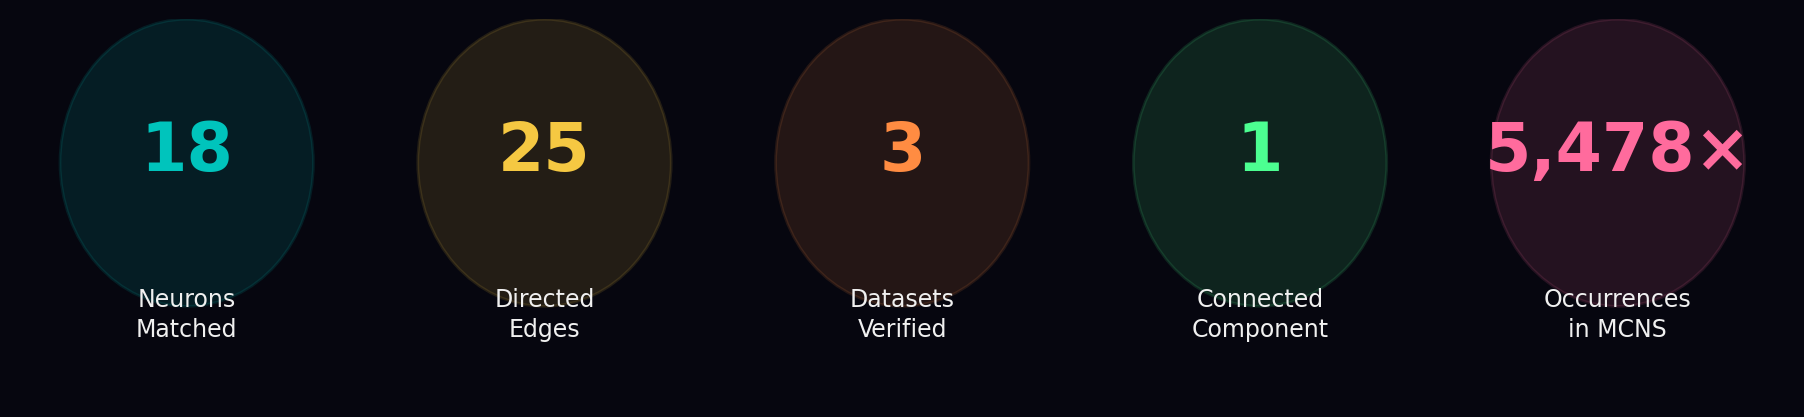 18
Neurons
Matched
25
Directed
Edges
3
Datasets
Verified
1
Connected
Component
5,478×
Occurrences
in MCNS